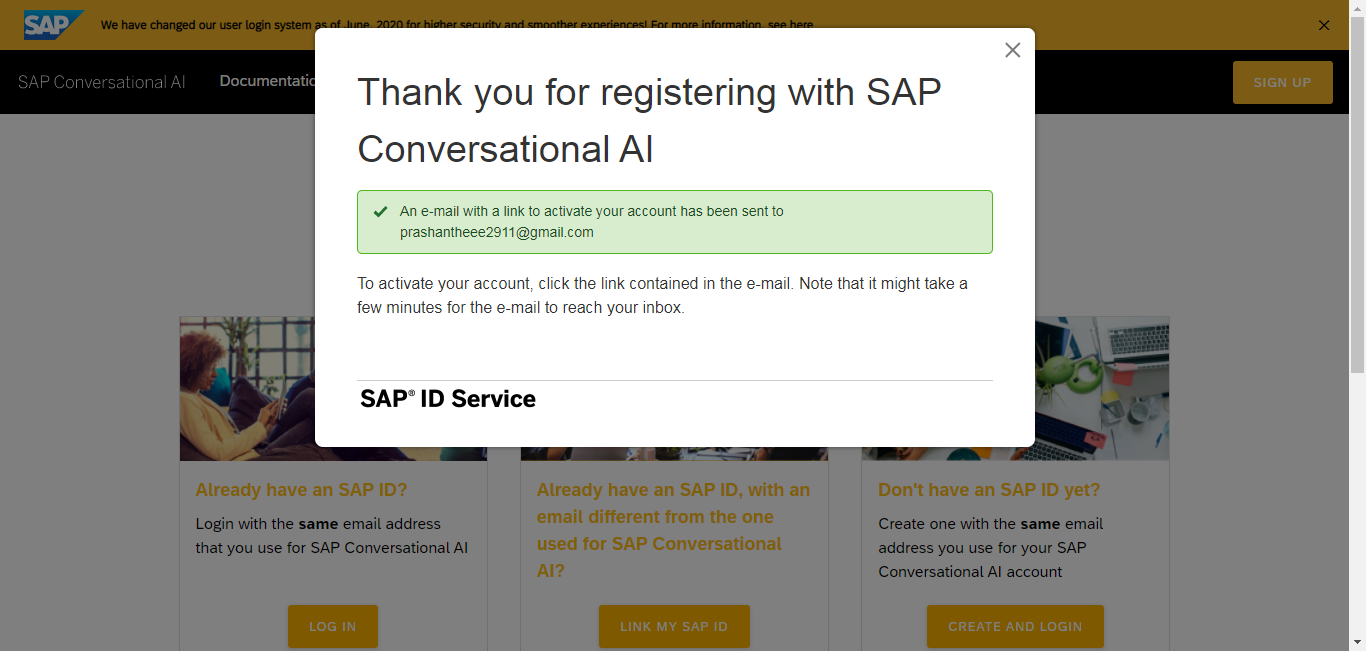 SAP
We have changed our user login system as of June, 2020 for higher security and smoother experiences! For more information, see here
SAP Conversational AI
Documentatio
SIGN UP
Thank you for registering with SAP
Conversational AI
An e-mail with a link to activate your account has been sent to
prashantheee2911@gmail.com
To activate your account, click the link contained in the e-mail. Note that it might take a
few minutes for the e-mail to reach your inbox.
SAP® ID Service
Already have an SAP ID?
Login with the same email address
that you use for SAP Conversational AI
LOG IN
Already have an SAP ID, with an
email different from the one
used for SAP Conversational
AI?
LINK MY SAP ID
Don't have an SAP ID yet?
Create one with the same email
address you use for your SAP
Conversational AI account
CREATE AND LOGIN